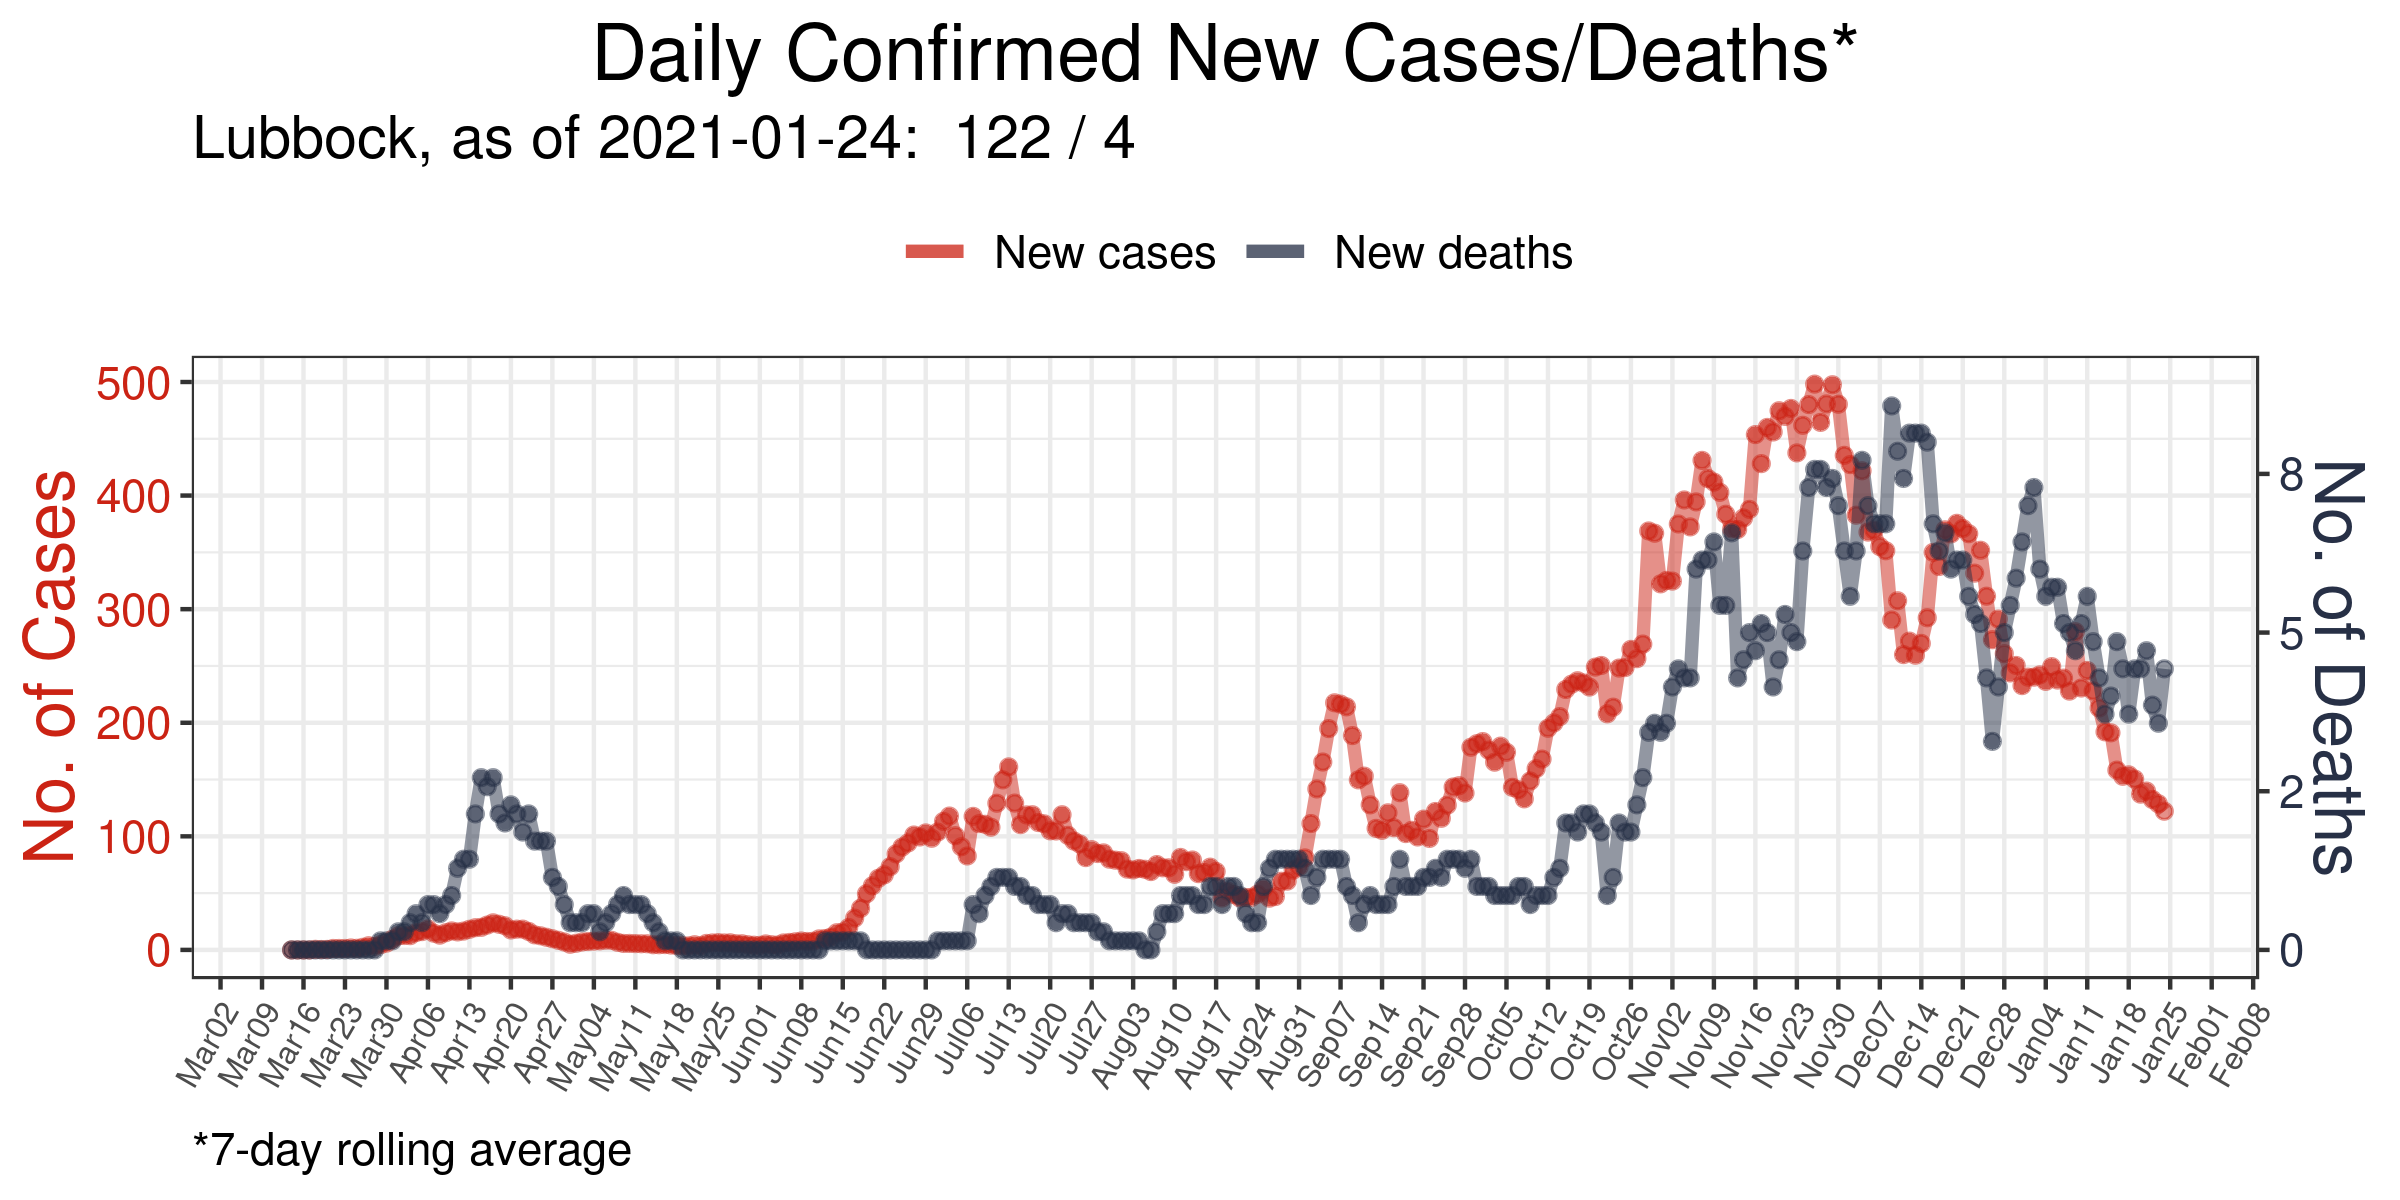 Daily Confirmed New Cases/Deaths*
Lubbock, as of 2021-01-24:  122 / 4
New cases
New deaths
No. of Cases
500
400
300
200
100
0
No. of Deaths
8
5
2
0
Mar02
Mar09
Mar16
Mar23
Mar30
Apr06
Apr13
Apr20
Apr27
May04
May11
May18
May25
Jun01
Jun08
Jun15
Jun22
Jun29
Jul06
Jul13
Jul20
Jul27
Aug03
Aug10
Aug17
Aug24
Aug31
Sep07
Sep14
Sep21
Sep28
Oct05
Oct12
Oct19
Oct26
Nov02
Nov09
Nov16
Nov23
Nov30
Dec07
Dec14
Dec21
Dec28
Jan04
Jan11
Jan18
Jan25
Feb01
Feb08
*7-day rolling average